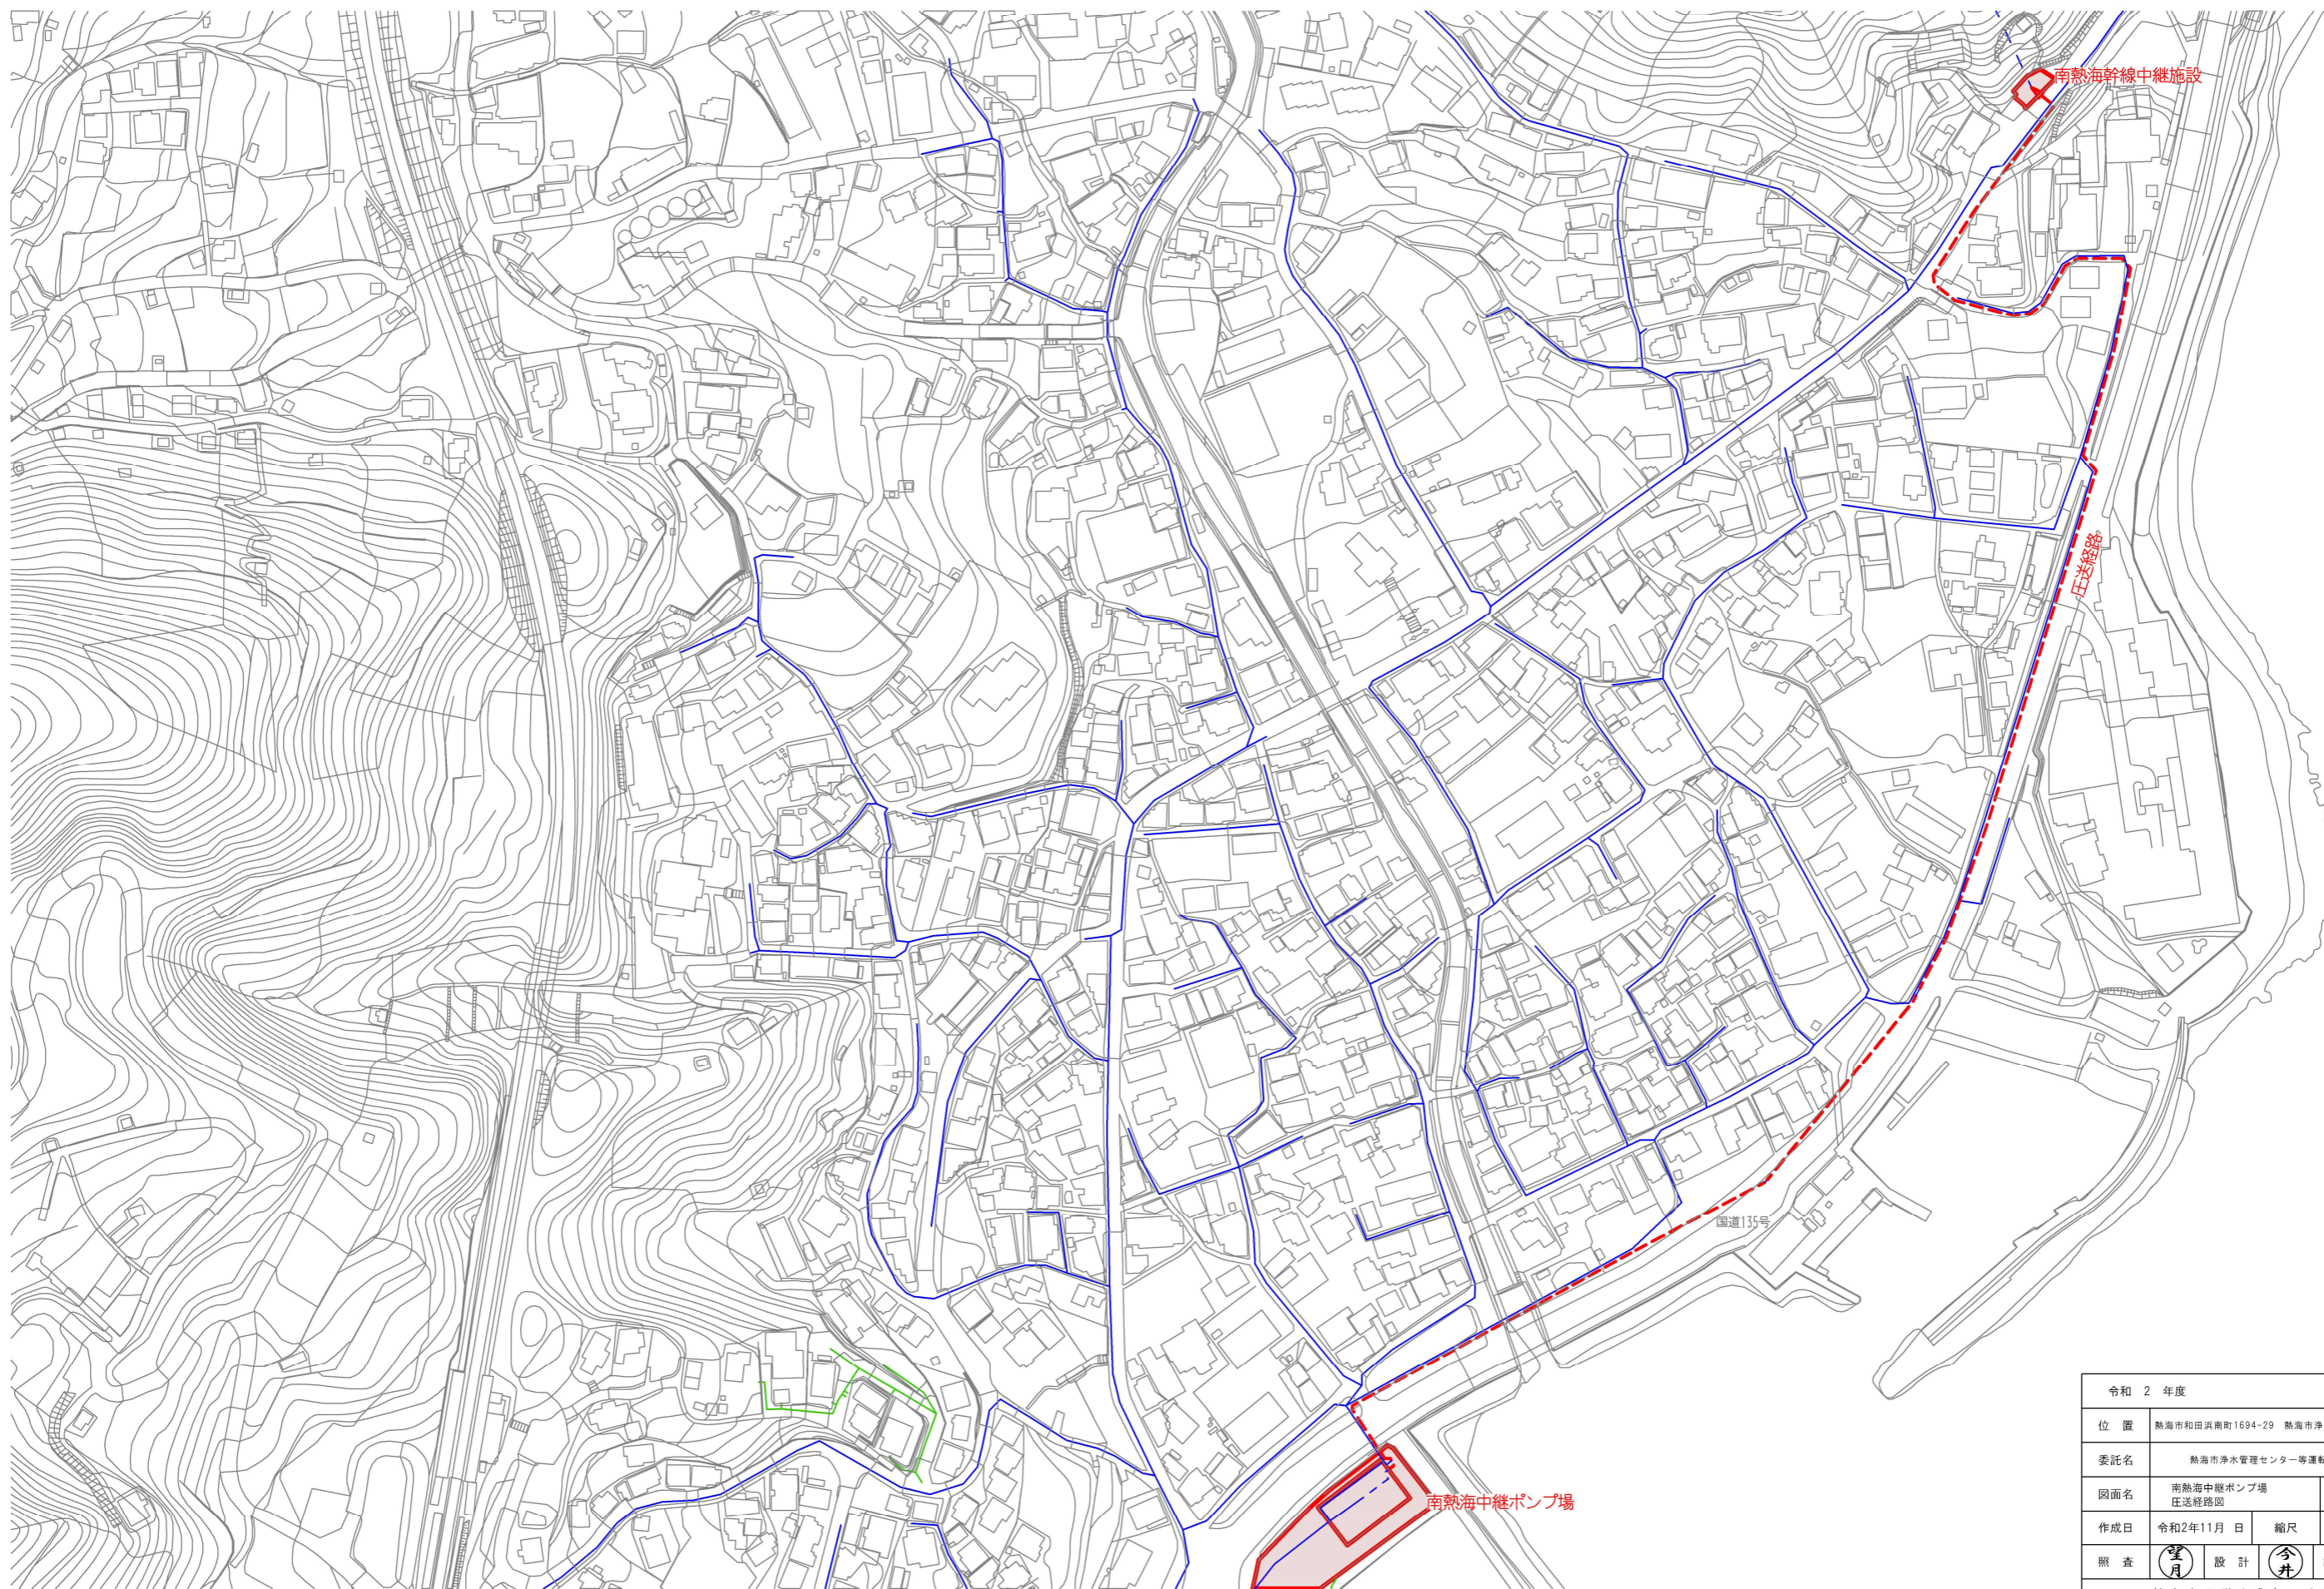 南熱海幹線中継施設
圧送経路
国道135号
南熱海中継ポンプ場
令和 2 年度
位 置 熱海市和田浜南町1694-29 熱海市浄
委託名 熱海市浄水管理センター等運転
図面名 南熱海中継ポンプ場
圧送経路図
作成日 令和2年11月 日 縮尺
照 査 望月 設 計 今井